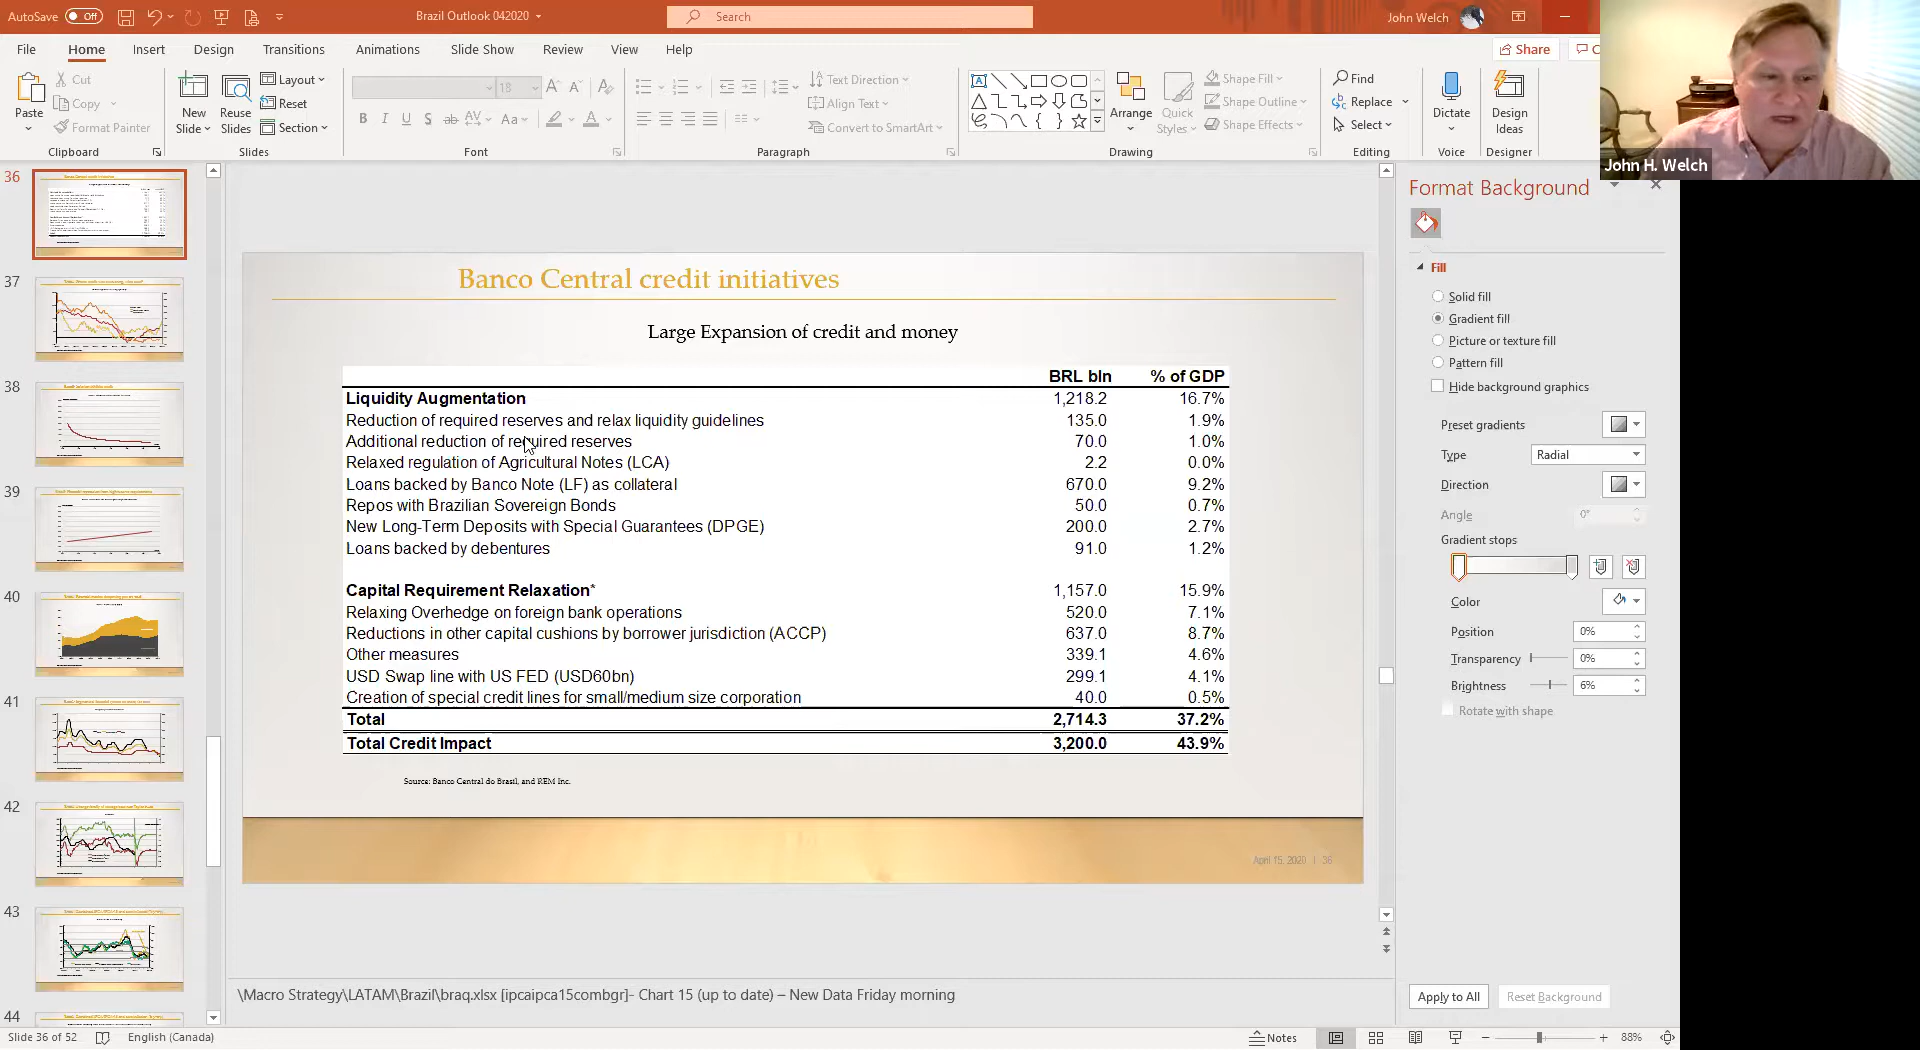 AutoSave Off
Brazil Outlook 042020
Search
John Welch
File Home Insert Design Transitions Animations Slide Show Review View Help
Share
Paste
Cut
Copy
Format Painter
Clipboard
New Slide
Reuse Slides
Layout
Reset
Section
Slides
18
B I U S ab AV Aa A
Font
Text Direction
Align Text
Convert to SmartArt
Paragraph
Arrange
Quick Styles
Shape Fill
Shape Outline
Shape Effects
Drawing
Find
Replace
Select
Editing
Dictate
Voice
Design Ideas
Designer
John H. Welch
36
37
38
39
40
41
42
43
44
Banco Central credit initiatives
Large Expansion of credit and money
BRL bln % of GDP
Liquidity Augmentation 1,218.2 16.7%
Reduction of required reserves and relax liquidity guidelines 135.0 1.9%
Additional reduction of required reserves 70.0 1.0%
Relaxed regulation of Agricultural Notes (LCA) 2.2 0.0%
Loans backed by Banco Note (LF) as collateral 670.0 9.2%
Repos with Brazilian Sovereign Bonds 50.0 0.7%
New Long-Term Deposits with Special Guarantees (DPGE) 200.0 2.7%
Loans backed by debentures 91.0 1.2%
Capital Requirement Relaxation* 1,157.0 15.9%
Relaxing Overhedge on foreign bank operations 520.0 7.1%
Reductions in other capital cushions by borrower jurisdiction (ACCP) 637.0 8.7%
Other measures 339.1 4.6%
USD Swap line with US FED (USD60bn) 299.1 4.1%
Creation of special credit lines for small/medium size corporation 40.0 0.5%
Total 2,714.3 37.2%
Total Credit Impact 3,200.0 43.9%
Source: Banco Central do Brasil, and REM Inc.
April 15, 2020 | 36
\Macro Strategy\LATAM\Brazil\braq.xlsx [ipcaipca15combgr]- Chart 15 (up to date) – New Data Friday morning
Format Background
Fill
Solid fill
Gradient fill
Picture or texture fill
Pattern fill
Hide background graphics
Preset gradients
Type Radial
Direction
Angle 0°
Gradient stops
Color
Position 0%
Transparency 0%
Brightness 6%
Rotate with shape
Apply to All
Reset Background
Slide 36 of 52
English (Canada)
Notes
88%